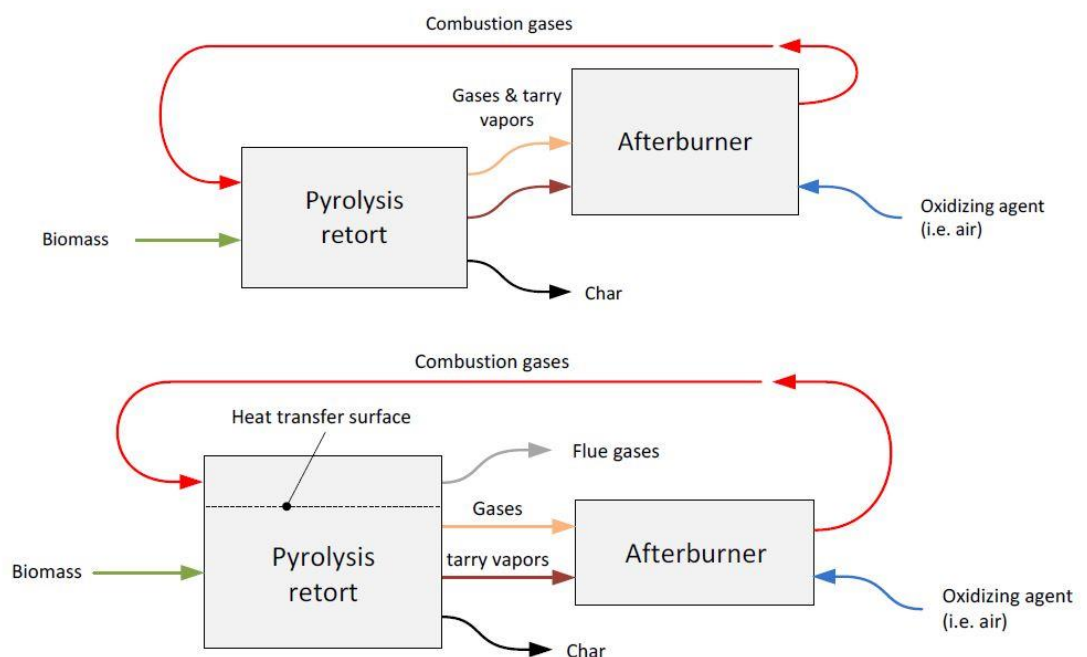 Combustion gases
Gases & tarry
vapors
Afterburner
Pyrolysis
retort
Oxidizing agent
(i.e. air)
Biomass
Char
Combustion gases
Heat transfer surface
Flue gases
Gases
Afterburner
Pyrolysis
retort
tarry vapors
Biomass
Oxidizing agent
(i.e. air)
Char